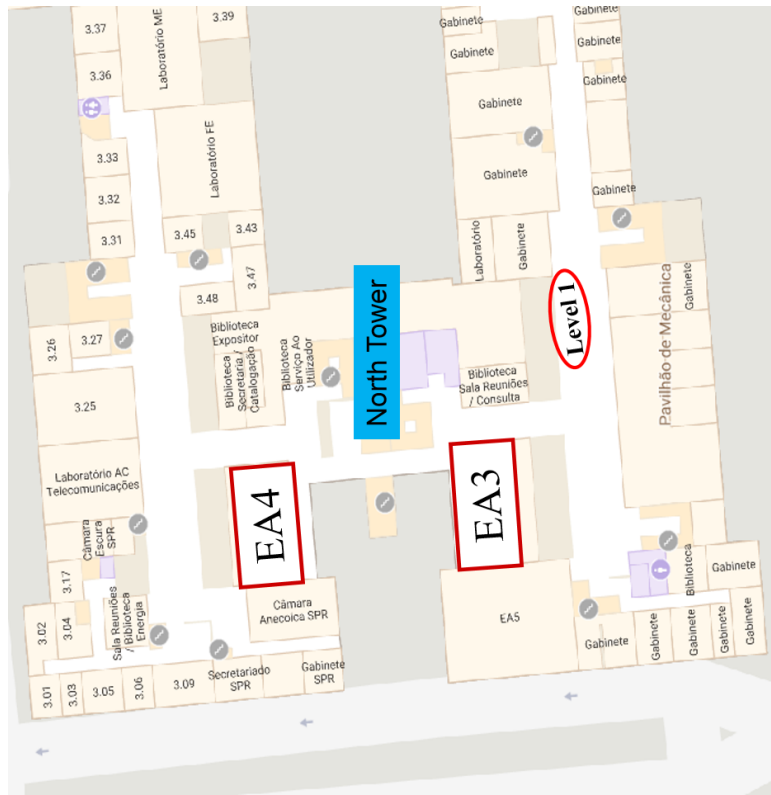 3.37
3.36
Laboratório ME
3.39
Laboratório FE
3.33
3.32
3.31
3.45
3.43
3.47
3.48
3.26
3.27
3.25
Laboratório AC
Telecomunicações
Câmara
Escura
SPR
3.17
3.02
3.04
Sala Reuniões
/ Biblioteca
Energia
3.01
3.03
3.05
3.06
3.09
Secretariado
SPR
Gabinete
SPR
Câmara
Anecoica SPR
EA4
Biblioteca
Expositor
Biblioteca
Secretaria /
Catalogação
Biblioteca
Serviço Ao
Utilizador
North Tower
Biblioteca
Sala Reuniões
/ Consulta
EA3
EA5
Gabinete
Gabinete
Gabinete
Gabinete
Laboratório
Gabinete
Gabinete
Gabinete
Gabinete
Gabinete
Level 1
Pavilhão de Mecânica
Gabinete
Biblioteca
Gabinete
Gabinete
Gabinete
Gabinete
Gabinete
Gabinete